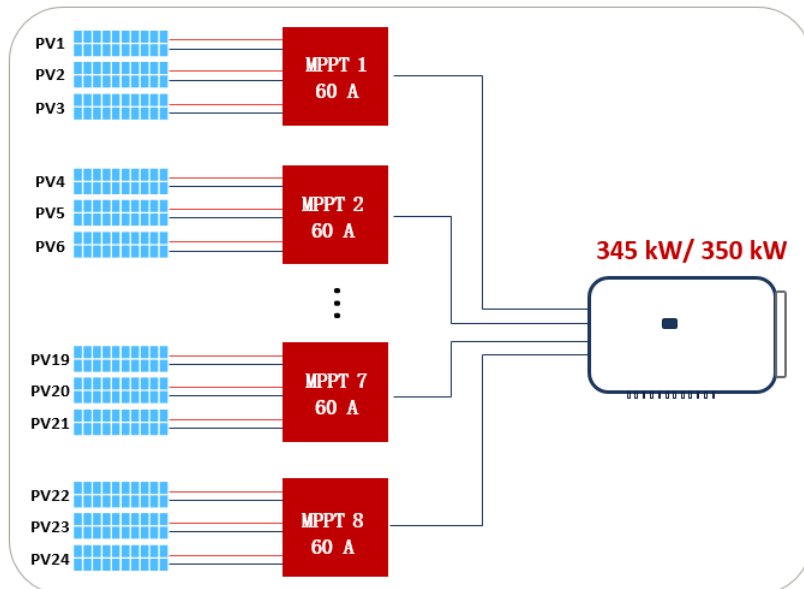 PV1
PV2
PV3
MPPT 1
60 A
PV4
PV5
PV6
MPPT 2
60 A
345 kW/ 350 kW
PV19
PV20
PV21
MPPT 7
60 A
PV22
PV23
PV24
MPPT 8
60 A